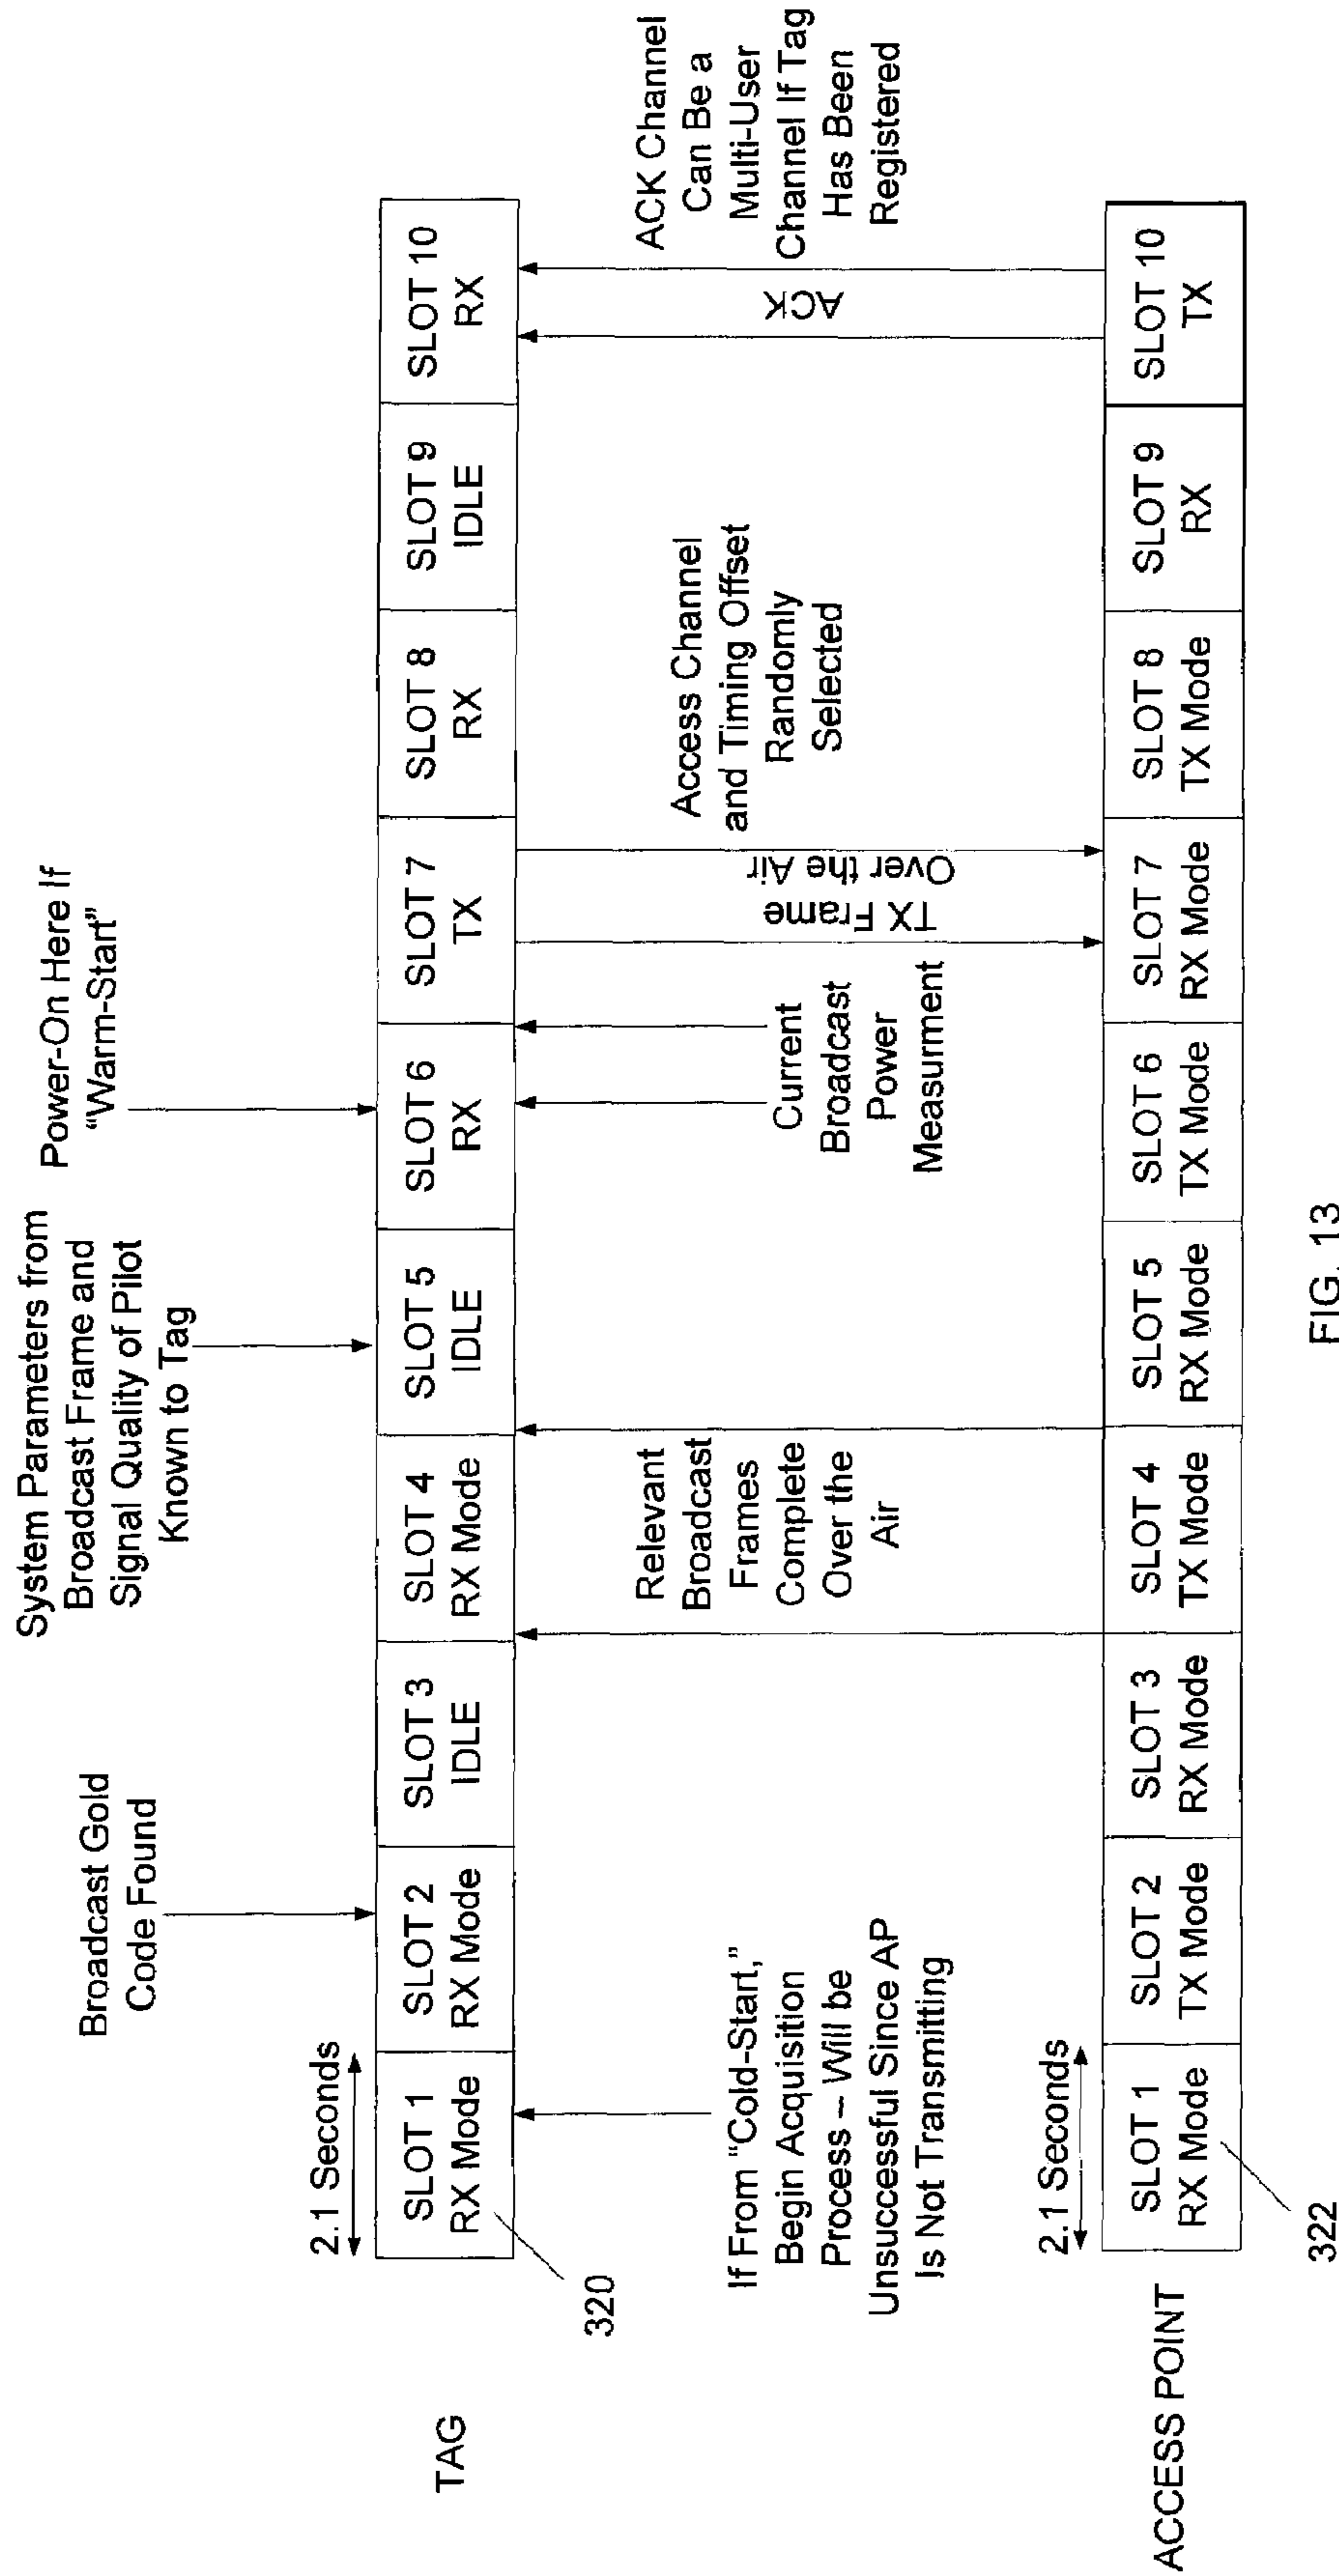 Broadcast Gold
Code Found
System Parameters from
Broadcast Frame and
Signal Quality of Pilot
Known to Tag
Power-On Here If
“Warm-Start”
2.1 Seconds
TAG
SLOT 1
RX Mode
SLOT 2
RX Mode
SLOT 3
IDLE
SLOT 4
RX Mode
SLOT 5
IDLE
SLOT 6
RX
SLOT 7
TX
SLOT 8
RX
SLOT 9
IDLE
SLOT 10
RX
320
If From “Cold-Start,”
Begin Acquisition
Process – Will be
Unsuccessful Since AP
Is Not Transmitting
Relevant
Broadcast
Frames
Complete
Over the
Air
Current
Broadcast
Power
Measurment
TX Frame
Over the Air
Access Channel
and Timing Offset
Randomly
Selected
ACK
ACK Channel
Can Be a
Multi-User
Channel If Tag
Has Been
Registered
2.1 Seconds
ACCESS POINT
SLOT 1
RX Mode
SLOT 2
TX Mode
SLOT 3
RX Mode
SLOT 4
TX Mode
SLOT 5
RX Mode
SLOT 6
TX Mode
SLOT 7
RX Mode
SLOT 8
TX Mode
SLOT 9
RX
SLOT 10
TX
322
FIG. 13